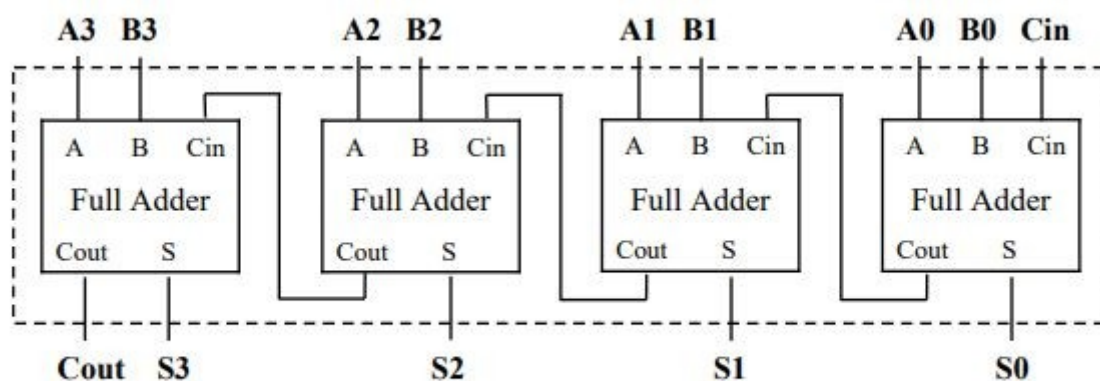 A3 B3 A2 B2 A1 B1 A0 B0 Cin
A B Cin A B Cin A B Cin A B Cin
Full Adder Full Adder Full Adder Full Adder
Cout S Cout S Cout S Cout S
Cout S3 S2 S1 S0